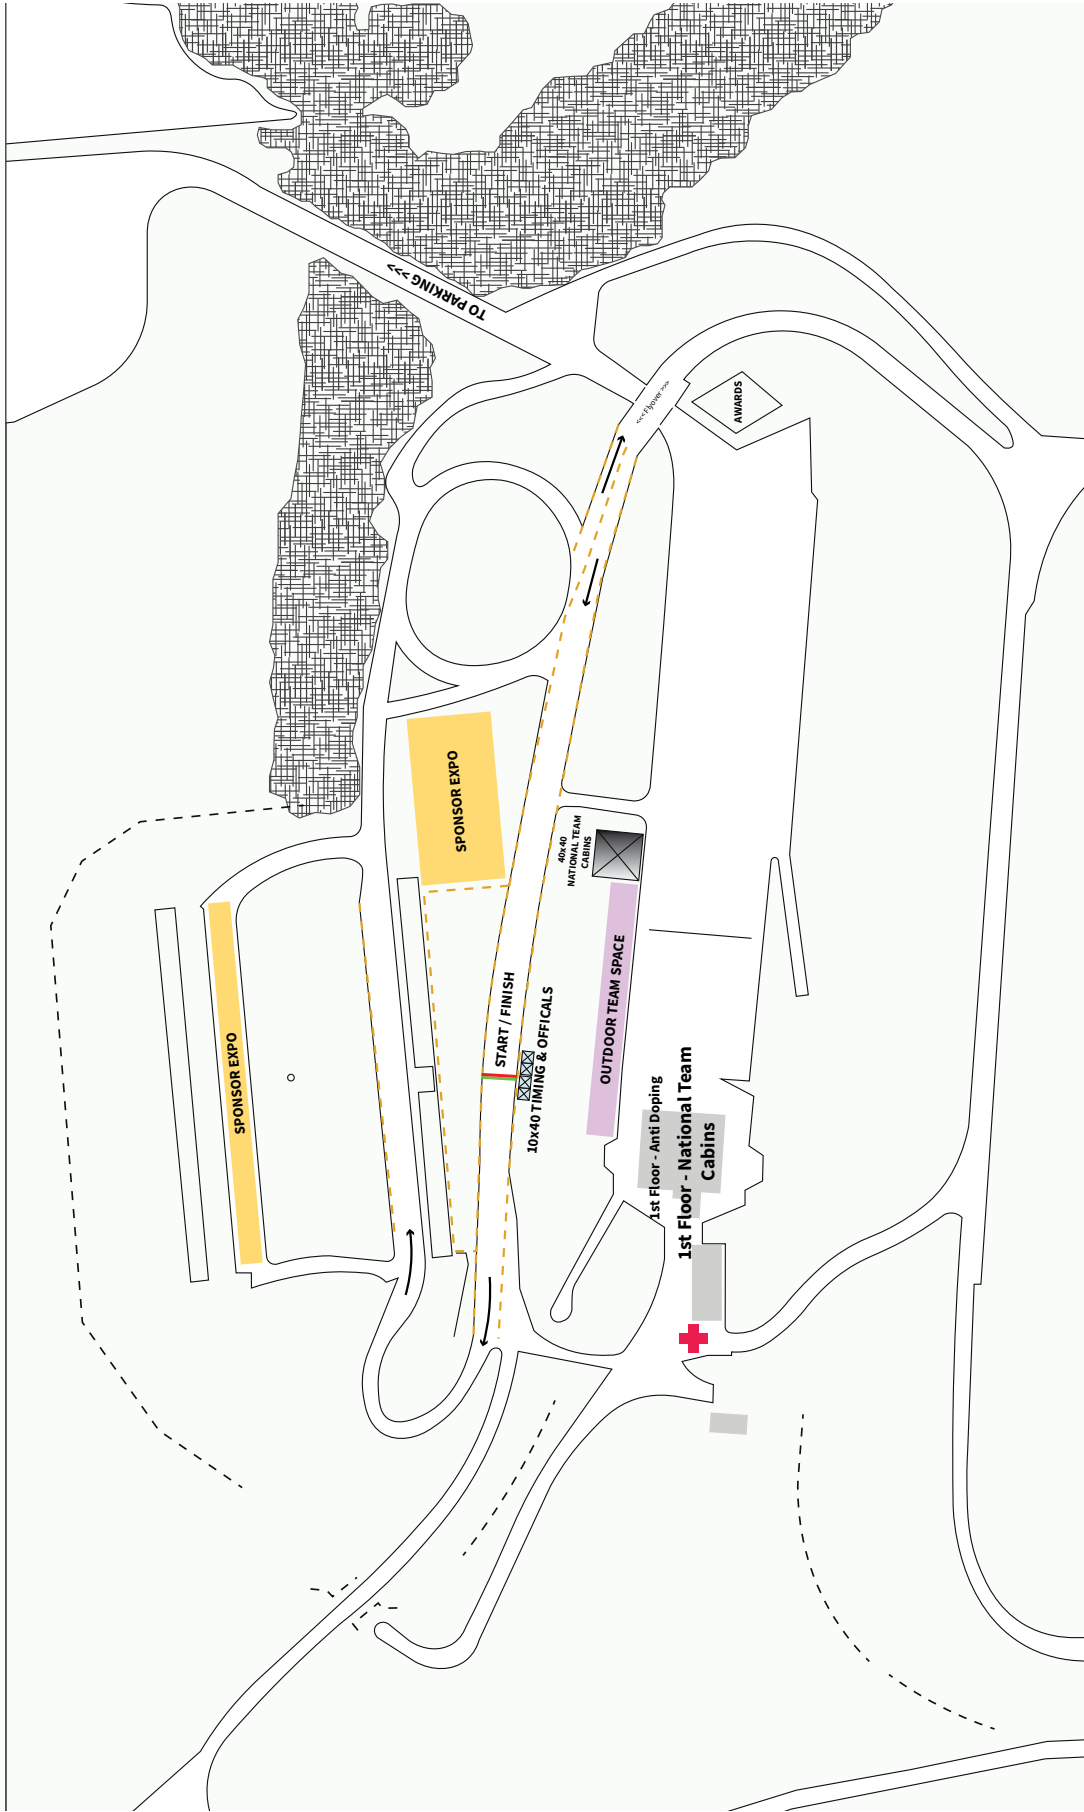 TO PARKING >>>
<<< Flyover >>>
AWARDS
SPONSOR EXPO
40x40
NATIONAL TEAM
CABINS
OUTDOOR TEAM SPACE
START / FINISH
10x40 TIMING & OFFICALS
SPONSOR EXPO
1st Floor - Anti Doping
1st Floor - National Team
Cabins